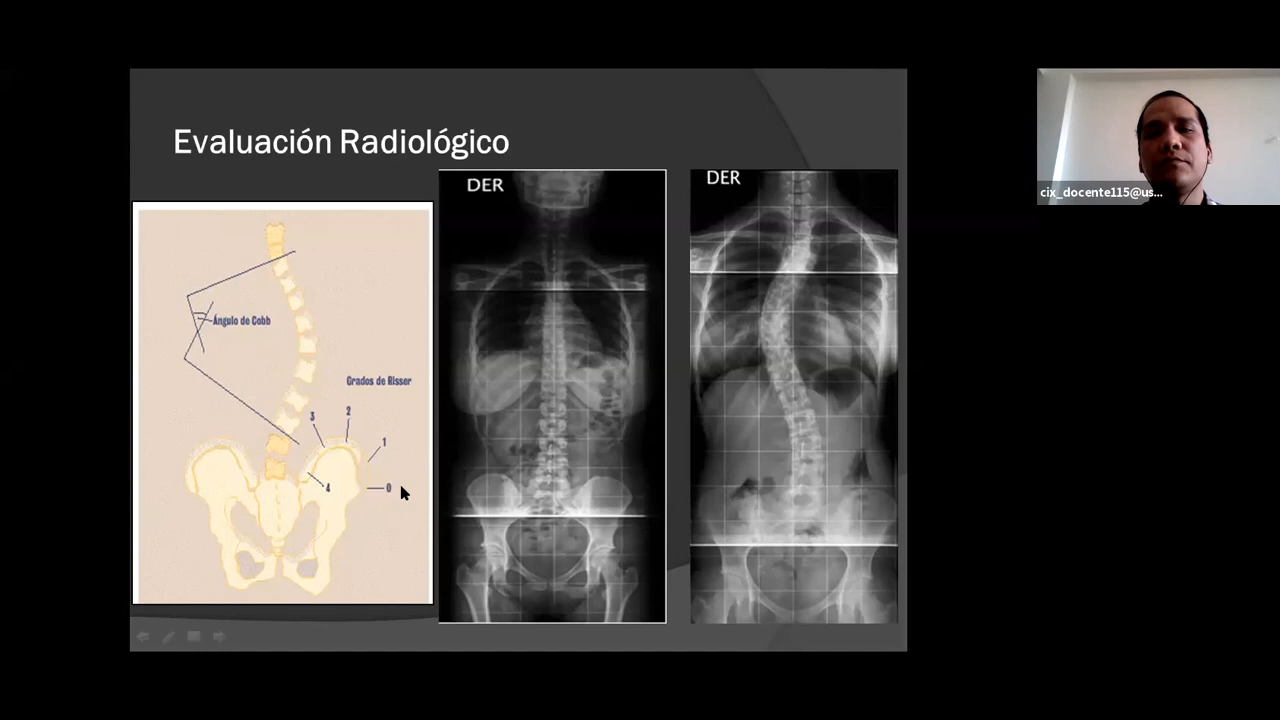 Evaluación Radiológico
DER
DER
Ángulo de Cobb
Grados de Risser
3
2
1
4
0
cix_docente115@us...